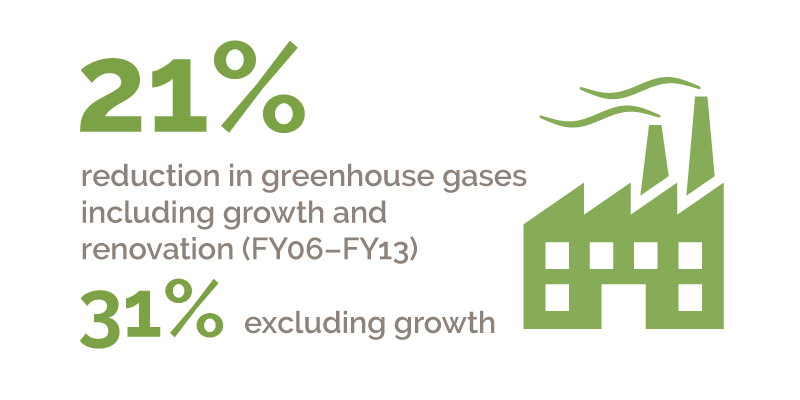 21%
reduction in greenhouse gases
including growth and
renovation (FY06–FY13)
31% excluding growth